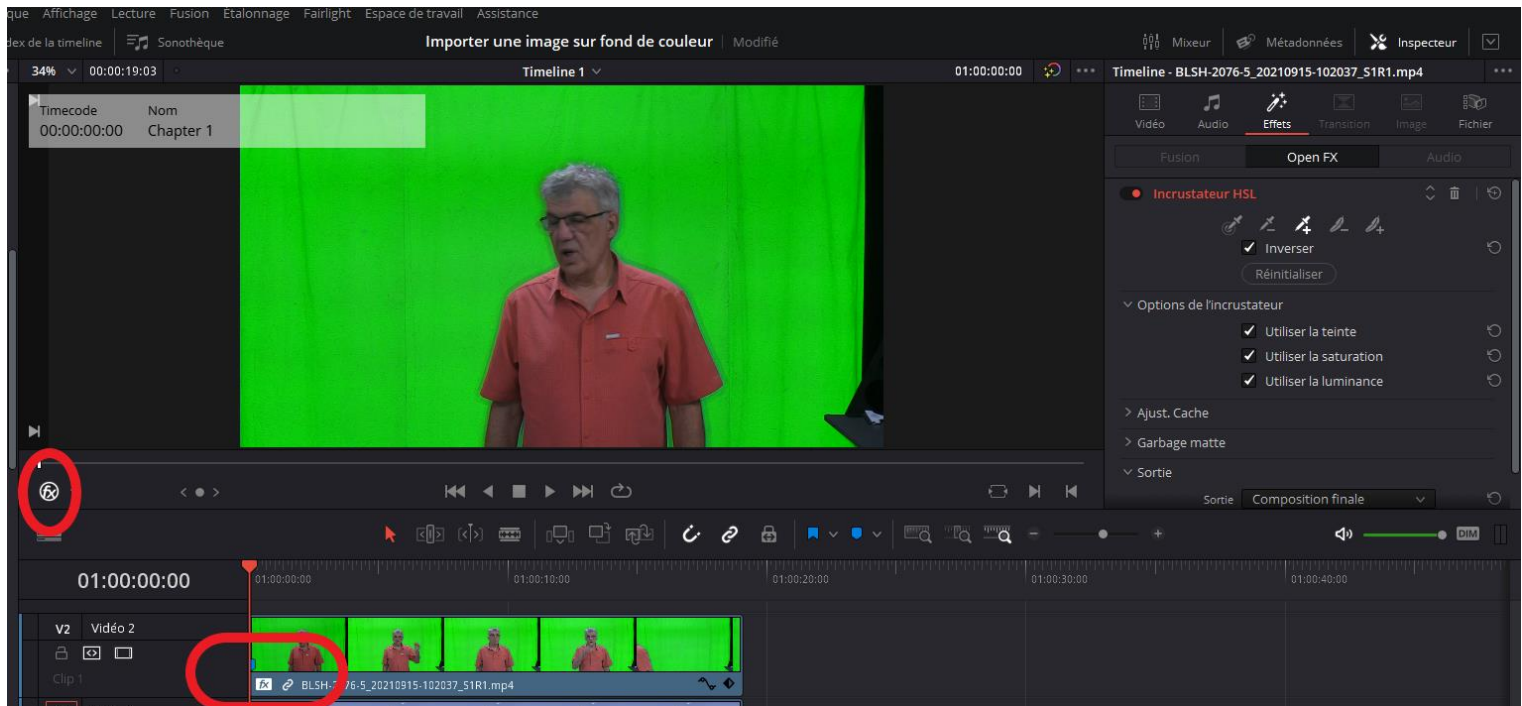 que Affichage Lecture Fusion Étalonnage Fairlight Espace de travail Assistance
dex de la timeline Sonothèque Importer une image sur fond de couleur Modifié Mixeur Métadonnées Inspecteur
34% 00:00:19:03 Timeline 1 01:00:00:00 Timeline - BLSH-2076-5_20210915-102037_S1R1.mp4
Timecode Nom
00:00:00:00 Chapter 1
Vidéo Audio Effets Transition Image Fichier
Fusion Open FX Audio
Incrustateur HSL
Inverser
Réinitialiser
Options de l'incrustateur
Utiliser la teinte
Utiliser la saturation
Utiliser la luminance
Ajust. Cache
Garbage matte
Sortie
Sortie Composition finale
fx
DIM
01:00:00:00 01:00:00:00 01:00:10:00 01:00:20:00 01:00:30:00 01:00:40:00
V2 Vidéo 2
Clip 1
fx BLSH-2076-5_20210915-102037_S1R1.mp4